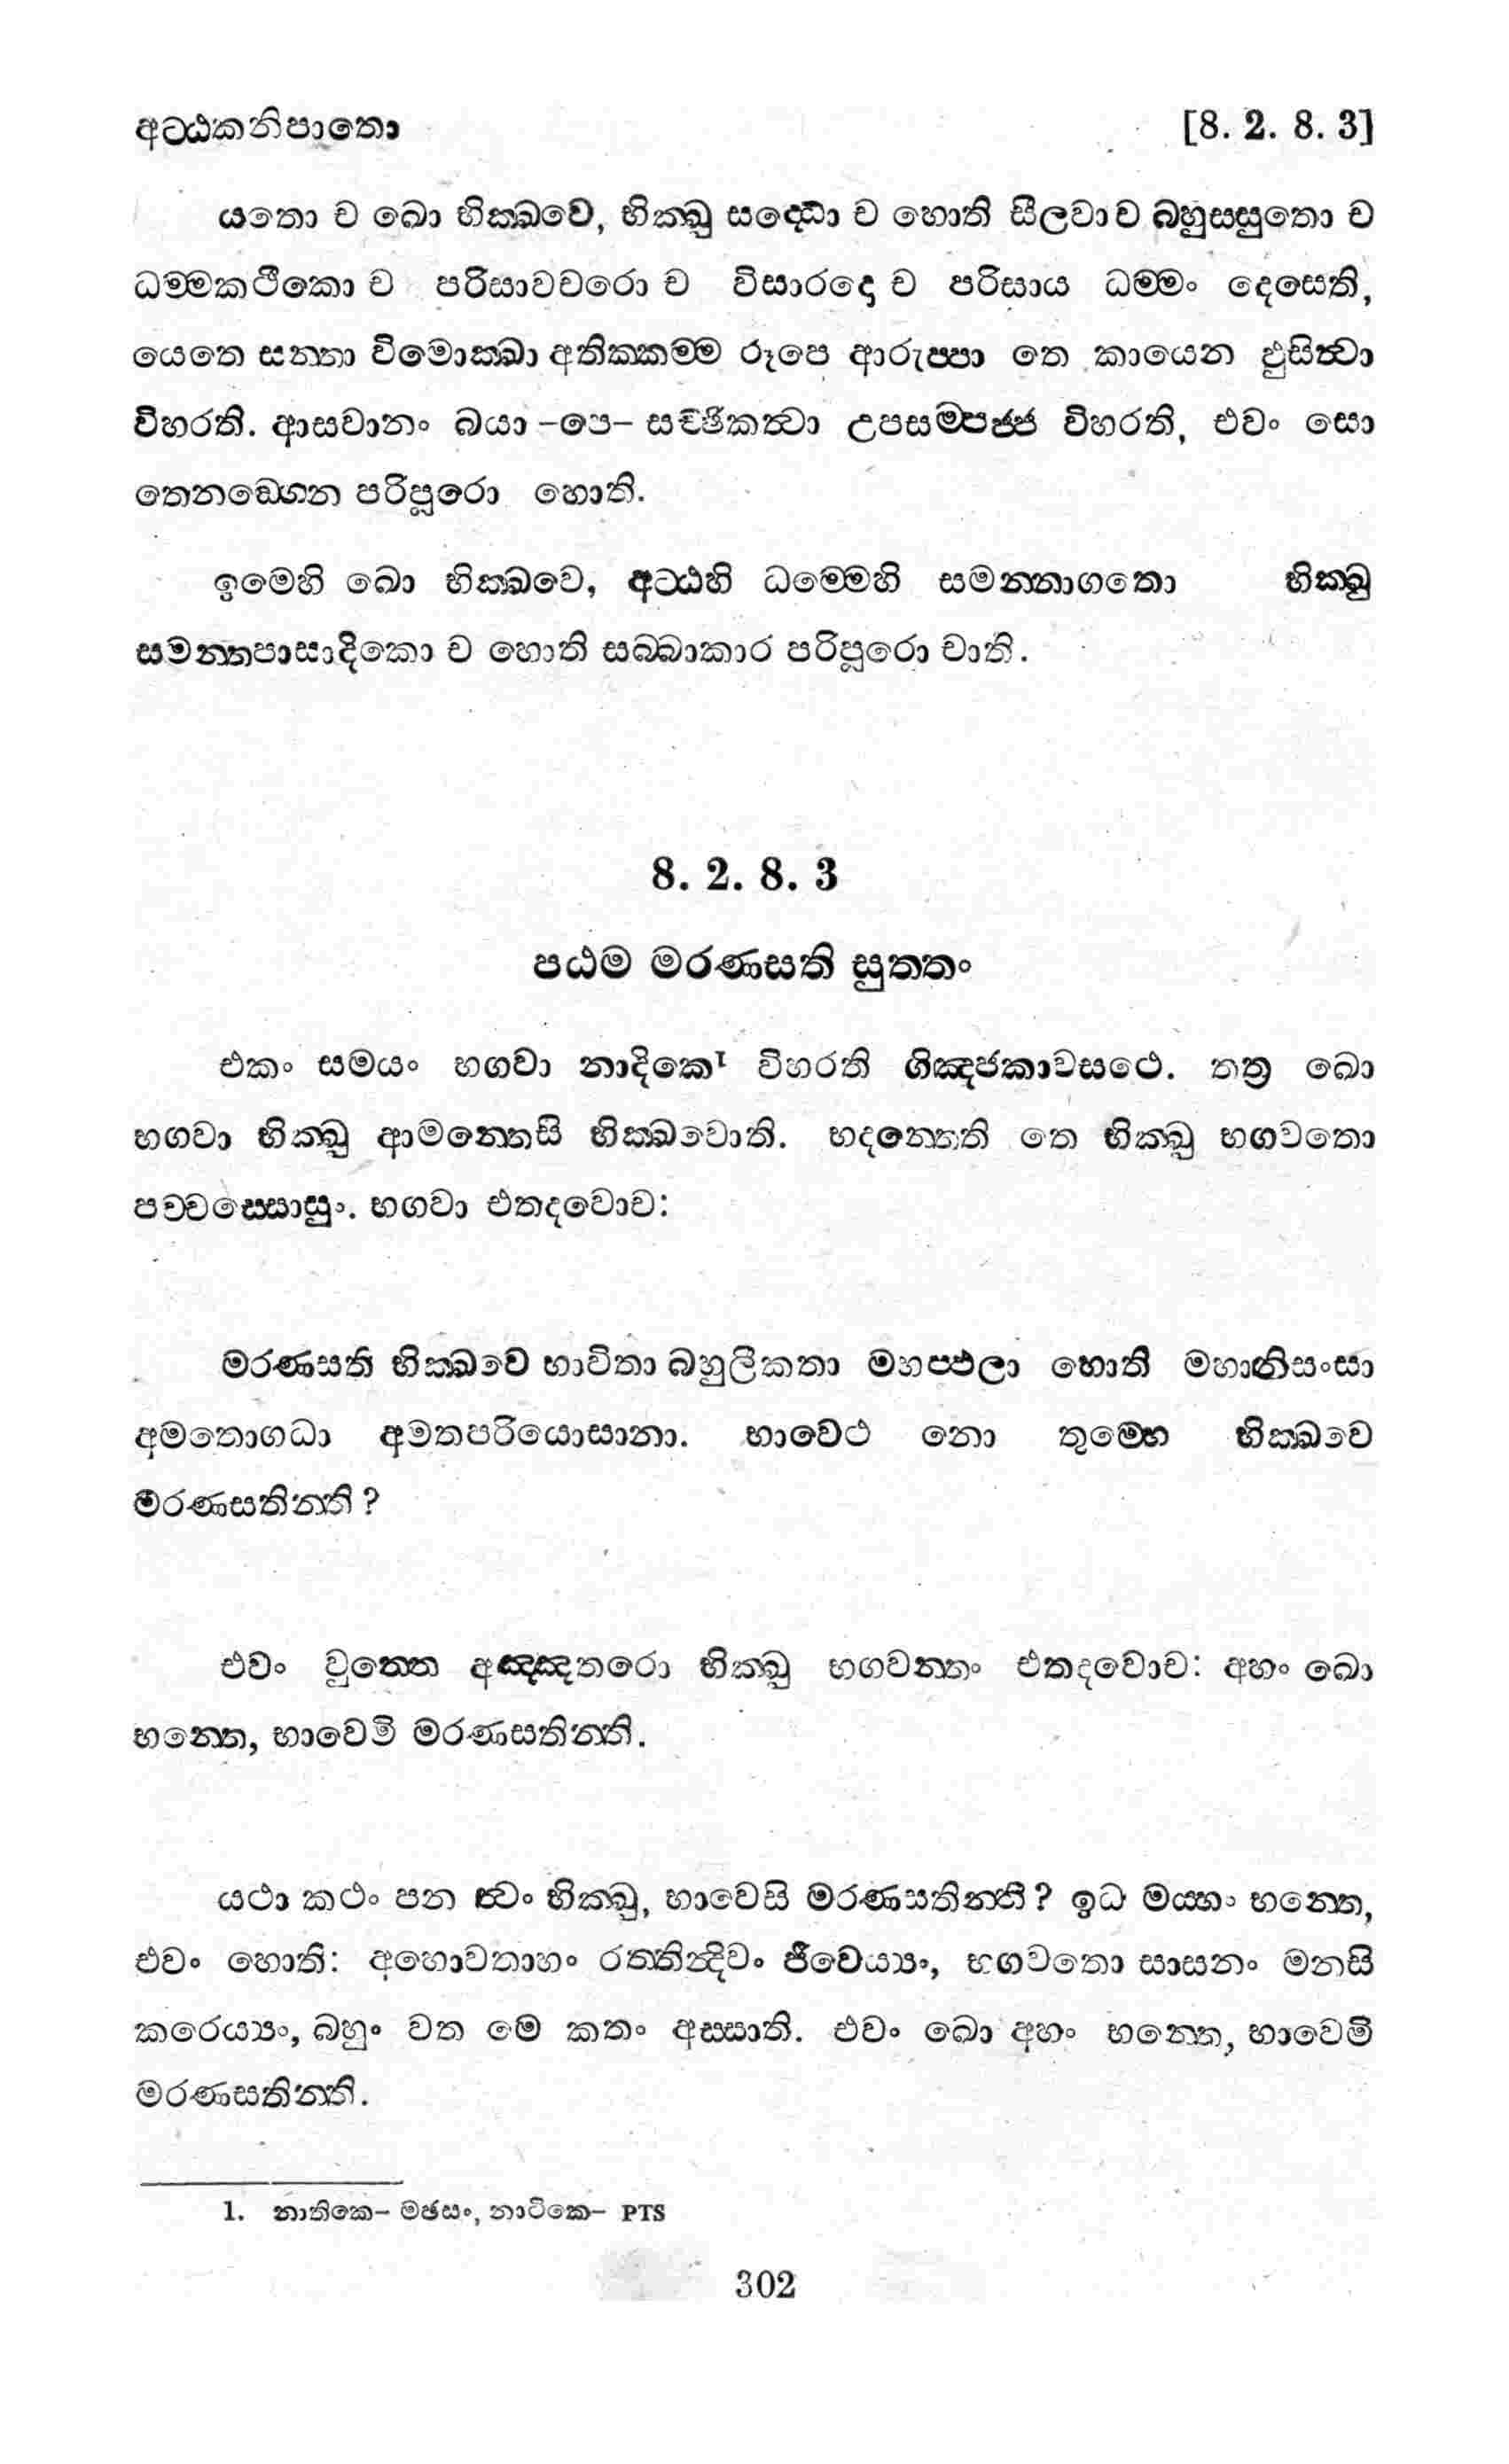 අට්ඨකනිපාතො [8. 2. 8. 3]
යතො ච ඛො භික්ඛවෙ, භික්ඛු සද්ධො ච හොති සීලවා ච බහුස්සුතො ච
ධම්මකථිකො ච පරිසාවචරො ච විසාරදො ච පරිසාය ධම්මං දෙසෙති,
යෙතෙ සන්තා විමොක්ඛා අතික්කම්ම රූපෙ ආරුප්පා තෙ කායෙන ඵුසිත්වා
විහරති. ආසවානං ඛයා -පෙ- සච්ඡිකත්වා උපසම්පජ්ජ විහරති, එවං සො
තෙනඞ්ගෙන පරිපූරො හොති.
ඉමෙහි ඛො භික්ඛවෙ, අට්ඨහි ධම්මෙහි සමන්නාගතො භික්ඛු
සමන්තපාසාදිකො ච හොති සබ්බාකාර පරිපූරො චාති.
8. 2. 8. 3
පඨම මරණසති සුත්තං
එකං සමයං භගවා නාදිකෙ¹ විහරති ගිඤ්ජකාවසථෙ. තත්‍ර ඛො
භගවා භික්ඛූ ආමන්තෙසි භික්ඛවොති. භදන්තෙති තෙ භික්ඛූ භගවතො
පච්චස්සොසුං. භගවා එතදවොච:
මරණසති භික්ඛවෙ භාවිතා බහුලීකතා මහප්ඵලා හොති මහානිසංසා
අමතොගධා අමතපරියොසානා. භාවෙථ නො තුම්හෙ භික්ඛවෙ
මරණසතින්ති?
එවං වුත්තෙ අඤ්ඤතරො භික්ඛු භගවන්තං එතදවොච: අහං ඛො
භන්තෙ, භාවෙමි මරණසතින්ති.
යථා කථං පන ත්වං භික්ඛු, භාවෙසි මරණසතින්ති? ඉධ මය්හං භන්තෙ,
එවං හොති: අහොවතාහං රත්තින්දිවං ජීවෙය්‍යං, භගවතො සාසනං මනසි
කරෙය්‍යං, බහුං වත මෙ කතං අස්සාති. එවං ඛො අහං භන්තෙ, භාවෙමි
මරණසතින්ති.
1. නාතිකෙ- මඡසං, නාටිකෙ- PTS
302